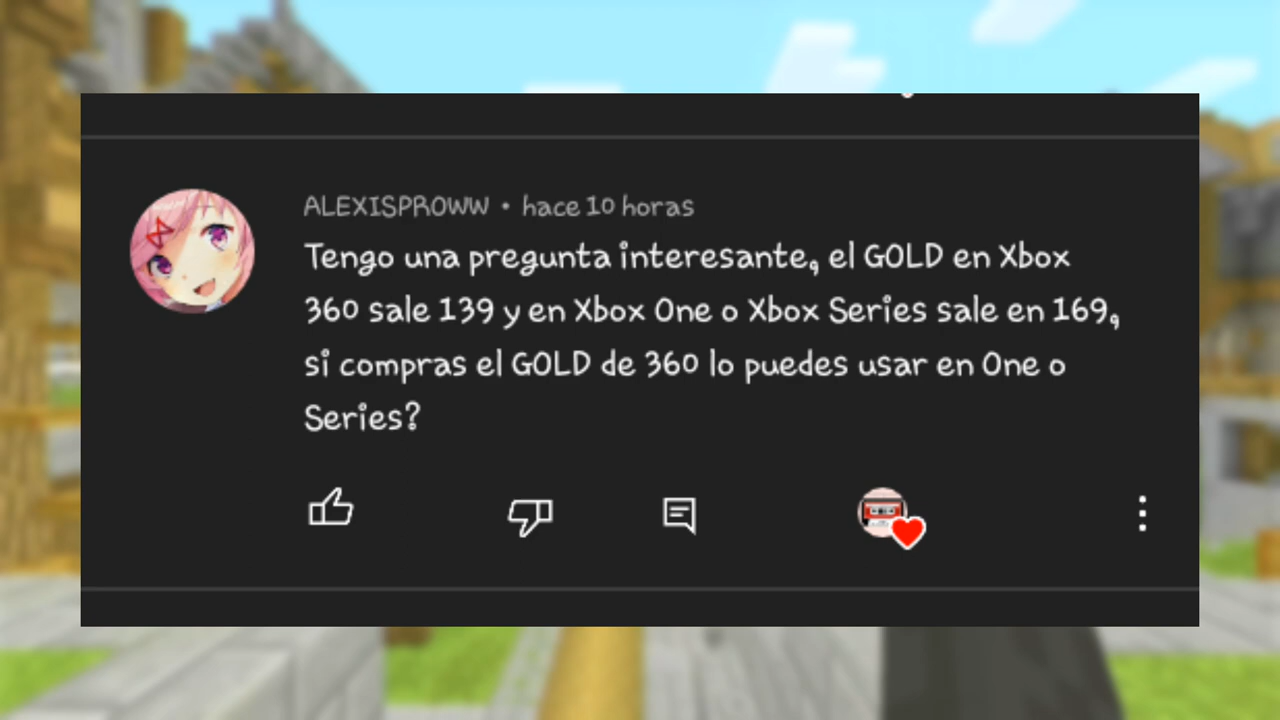 ALEXISPROWW • hace 10 horas
Tengo una pregunta interesante, el GOLD en Xbox
360 sale 139 y en Xbox One o Xbox Series sale en 169,
si compras el GOLD de 360 lo puedes usar en One o
Series?